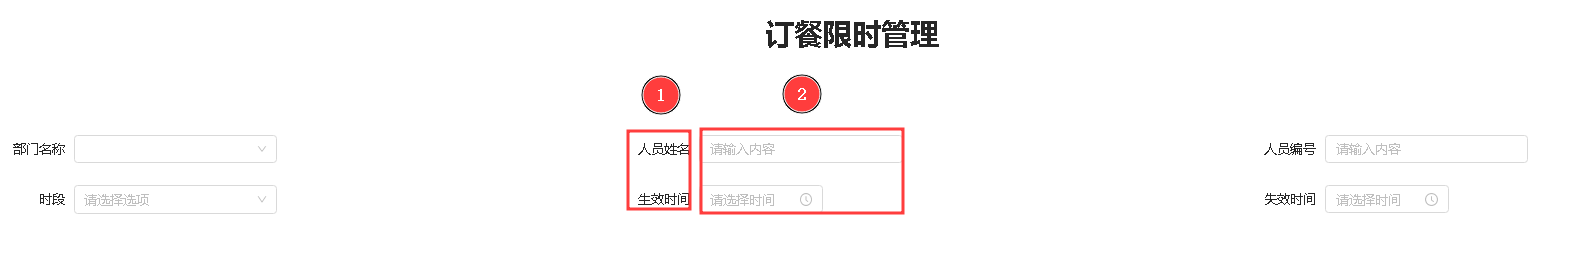 订餐限时管理
1 2
部门名称 人员姓名 请输入内容 人员编号 请输入内容
时段 请选择选项 生效时间 请选择时间 失效时间 请选择时间